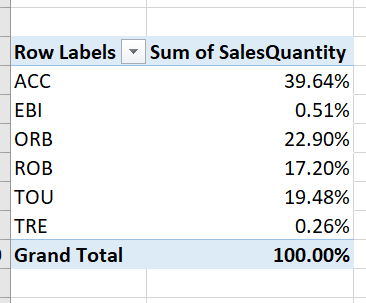 Row Labels Sum of SalesQuantity
ACC 39.64%
EBI 0.51%
ORB 22.90%
ROB 17.20%
TOU 19.48%
TRE 0.26%
Grand Total 100.00%